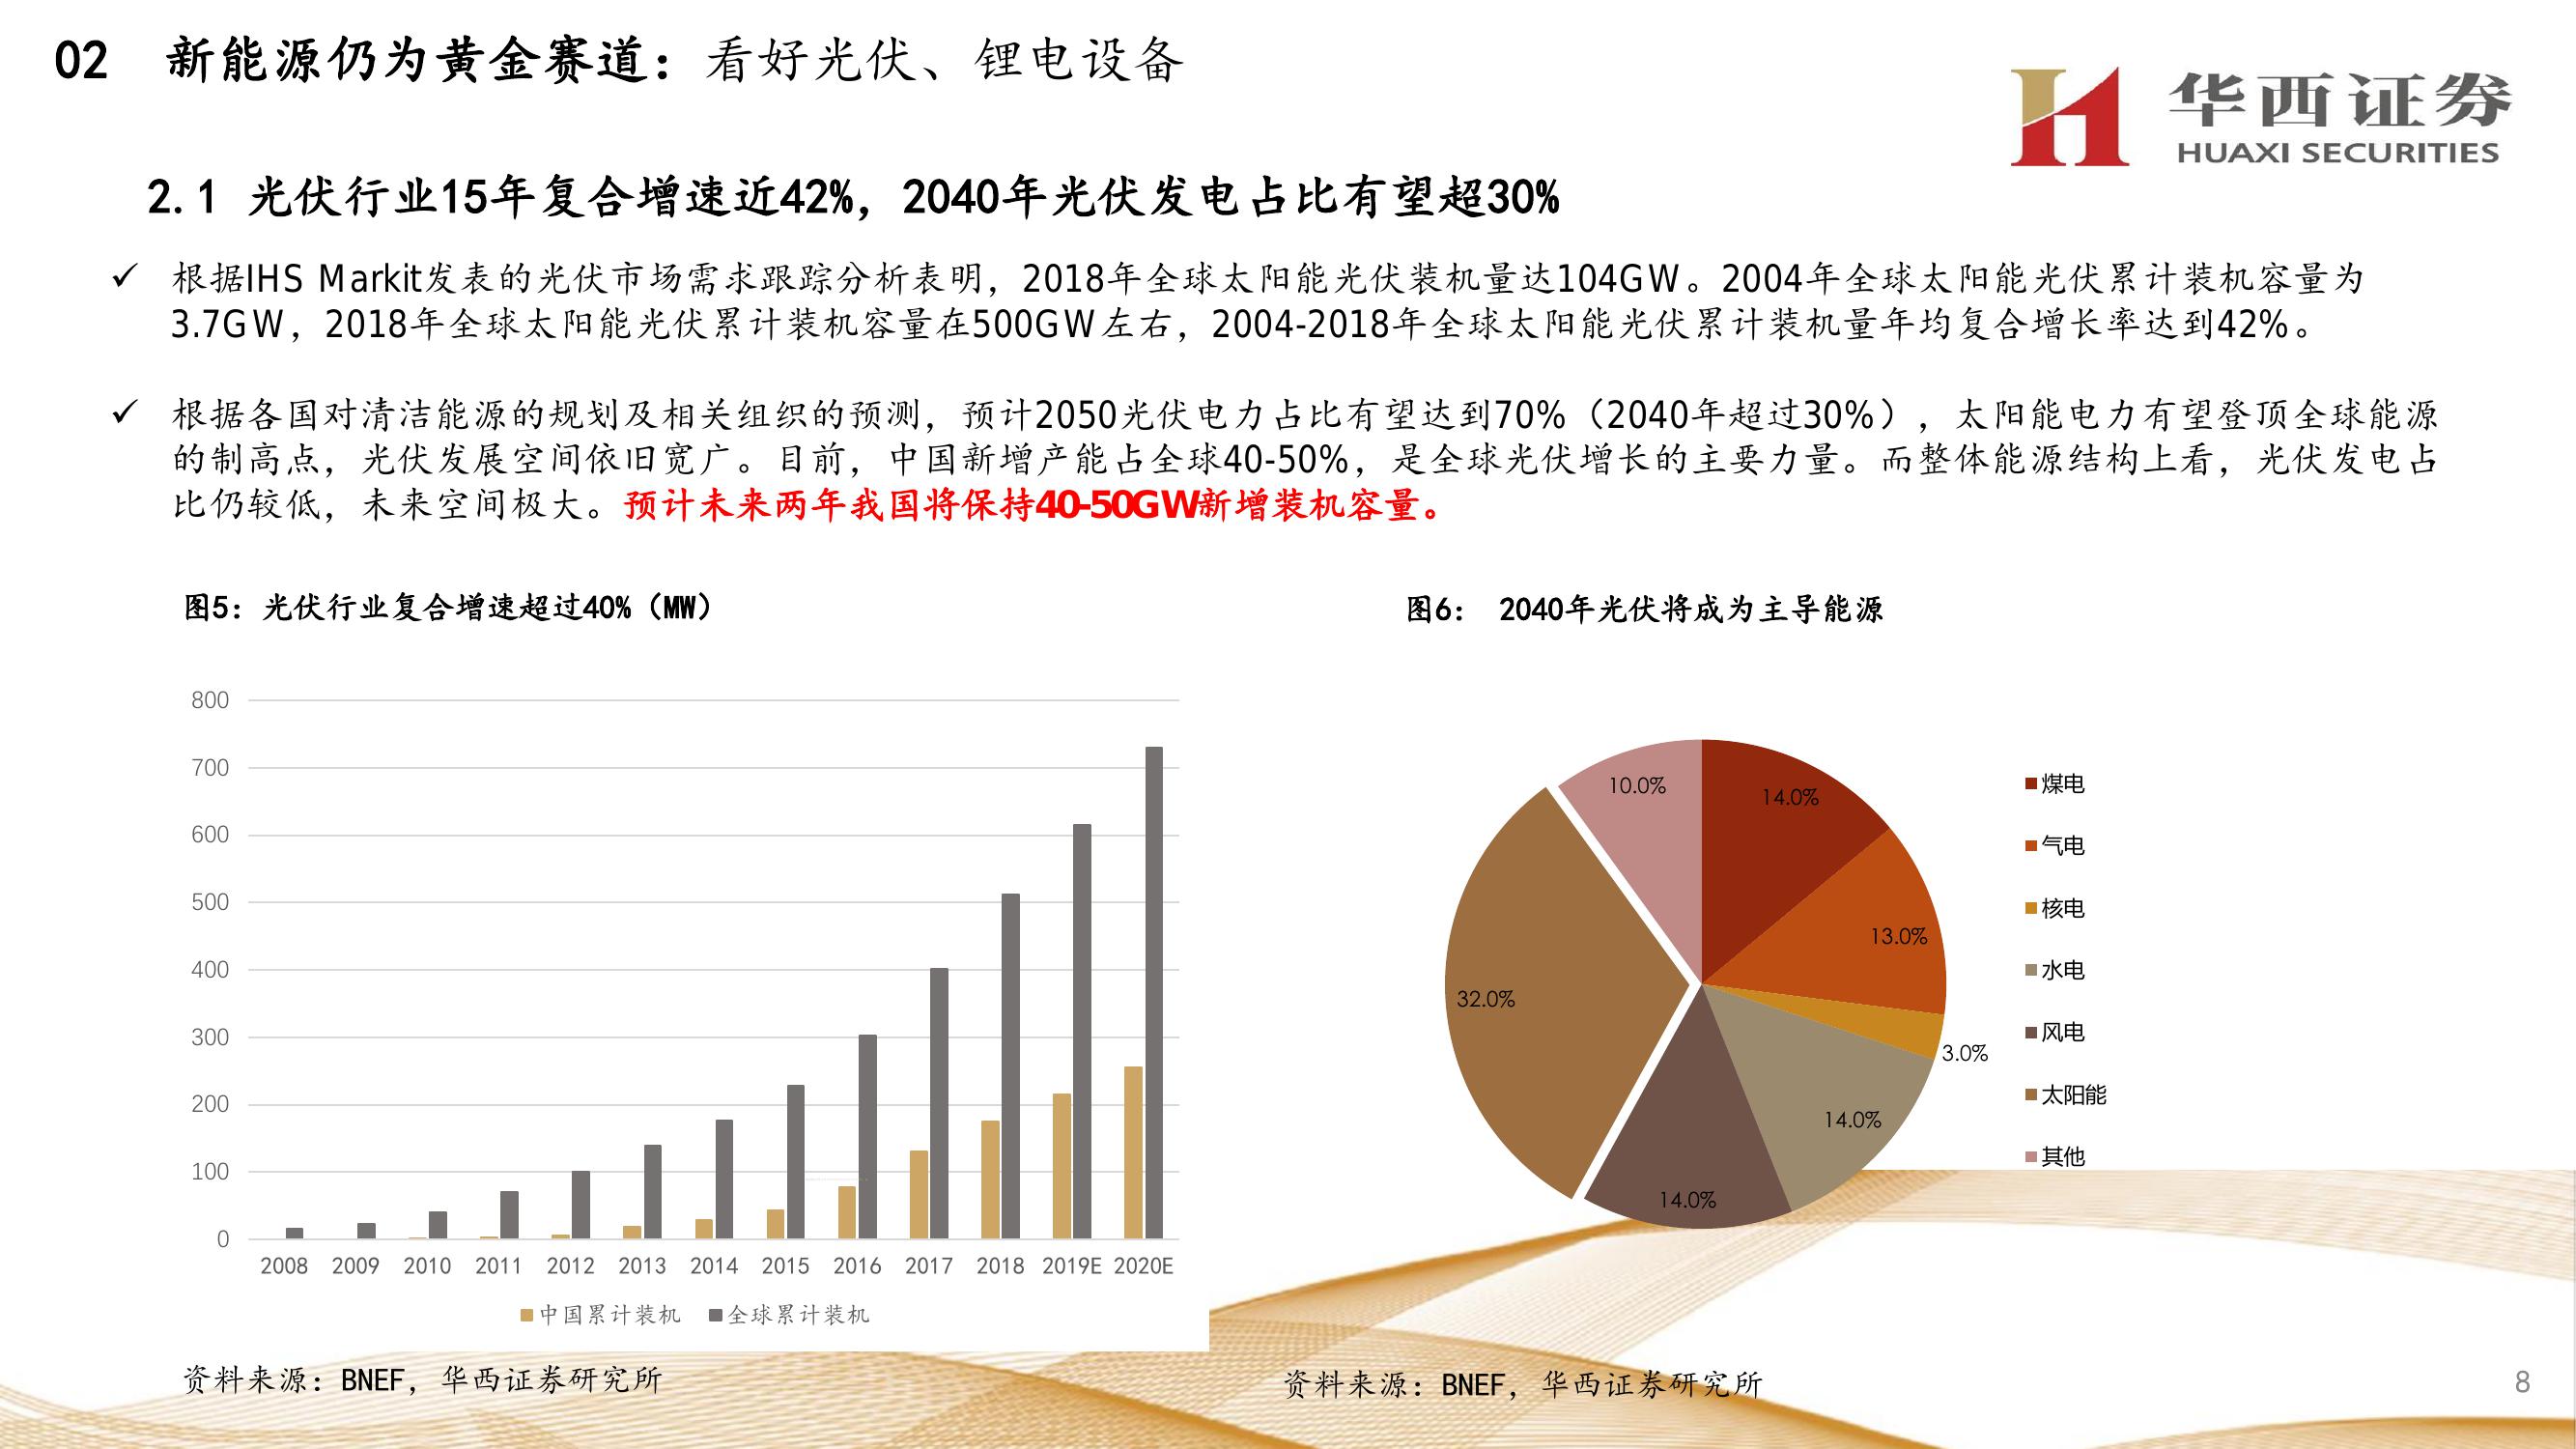 02 新能源仍为黄金赛道：看好光伏、锂电设备
华西证券
HUAXI SECURITIES
2.1 光伏行业15年复合增速近42%，2040年光伏发电占比有望超30%
✓ 根据IHS Markit发表的光伏市场需求跟踪分析表明，2018年全球太阳能光伏装机量达104GW。2004年全球太阳能光伏累计装机容量为
3.7GW，2018年全球太阳能光伏累计装机容量在500GW左右，2004-2018年全球太阳能光伏累计装机量年均复合增长率达到42%。
✓ 根据各国对清洁能源的规划及相关组织的预测，预计2050光伏电力占比有望达到70%（2040年超过30%），太阳能电力有望登顶全球能源
的制高点，光伏发展空间依旧宽广。目前，中国新增产能占全球40-50%，是全球光伏增长的主要力量。而整体能源结构上看，光伏发电占
比仍较低，未来空间极大。预计未来两年我国将保持40-50GW新增装机容量。
图5：光伏行业复合增速超过40%（MW）
800
700
600
500
400
300
200
100
0
2008 2009 2010 2011 2012 2013 2014 2015 2016 2017 2018 2019E 2020E
中国累计装机 全球累计装机
资料来源：BNEF，华西证券研究所
图6： 2040年光伏将成为主导能源
10.0%
14.0%
13.0%
32.0%
3.0%
14.0%
14.0%
煤电
气电
核电
水电
风电
太阳能
其他
资料来源：BNEF，华西证券研究所
8